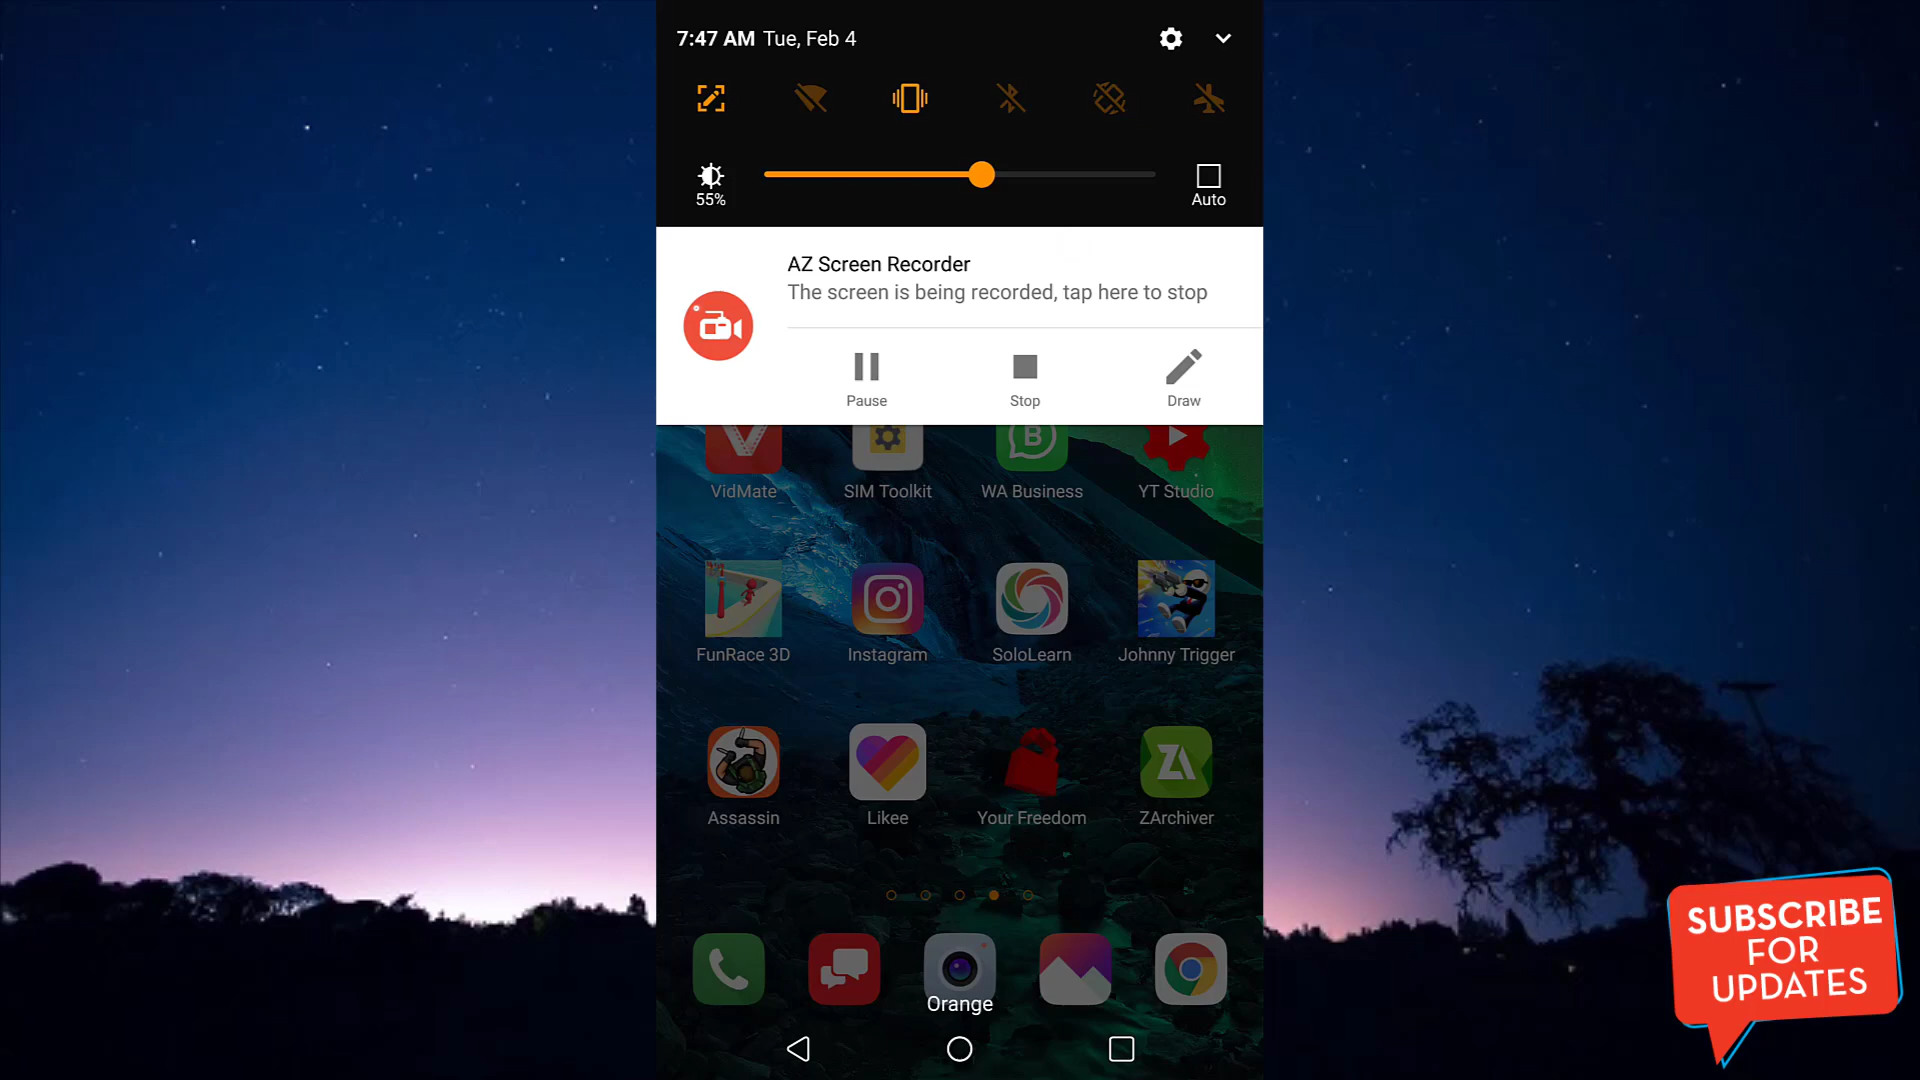 7:47 AM Tue, Feb 4
55%
Auto
AZ Screen Recorder
The screen is being recorded, tap here to stop
Pause
Stop
Draw
B
VidMate
SIM Toolkit
WA Business
YT Studio
FunRace 3D
Instagram
SoloLearn
Johnny Trigger
ZA
Assassin
Likee
Your Freedom
ZArchiver
Orange
SUBSCRIBE
FOR
UPDATES